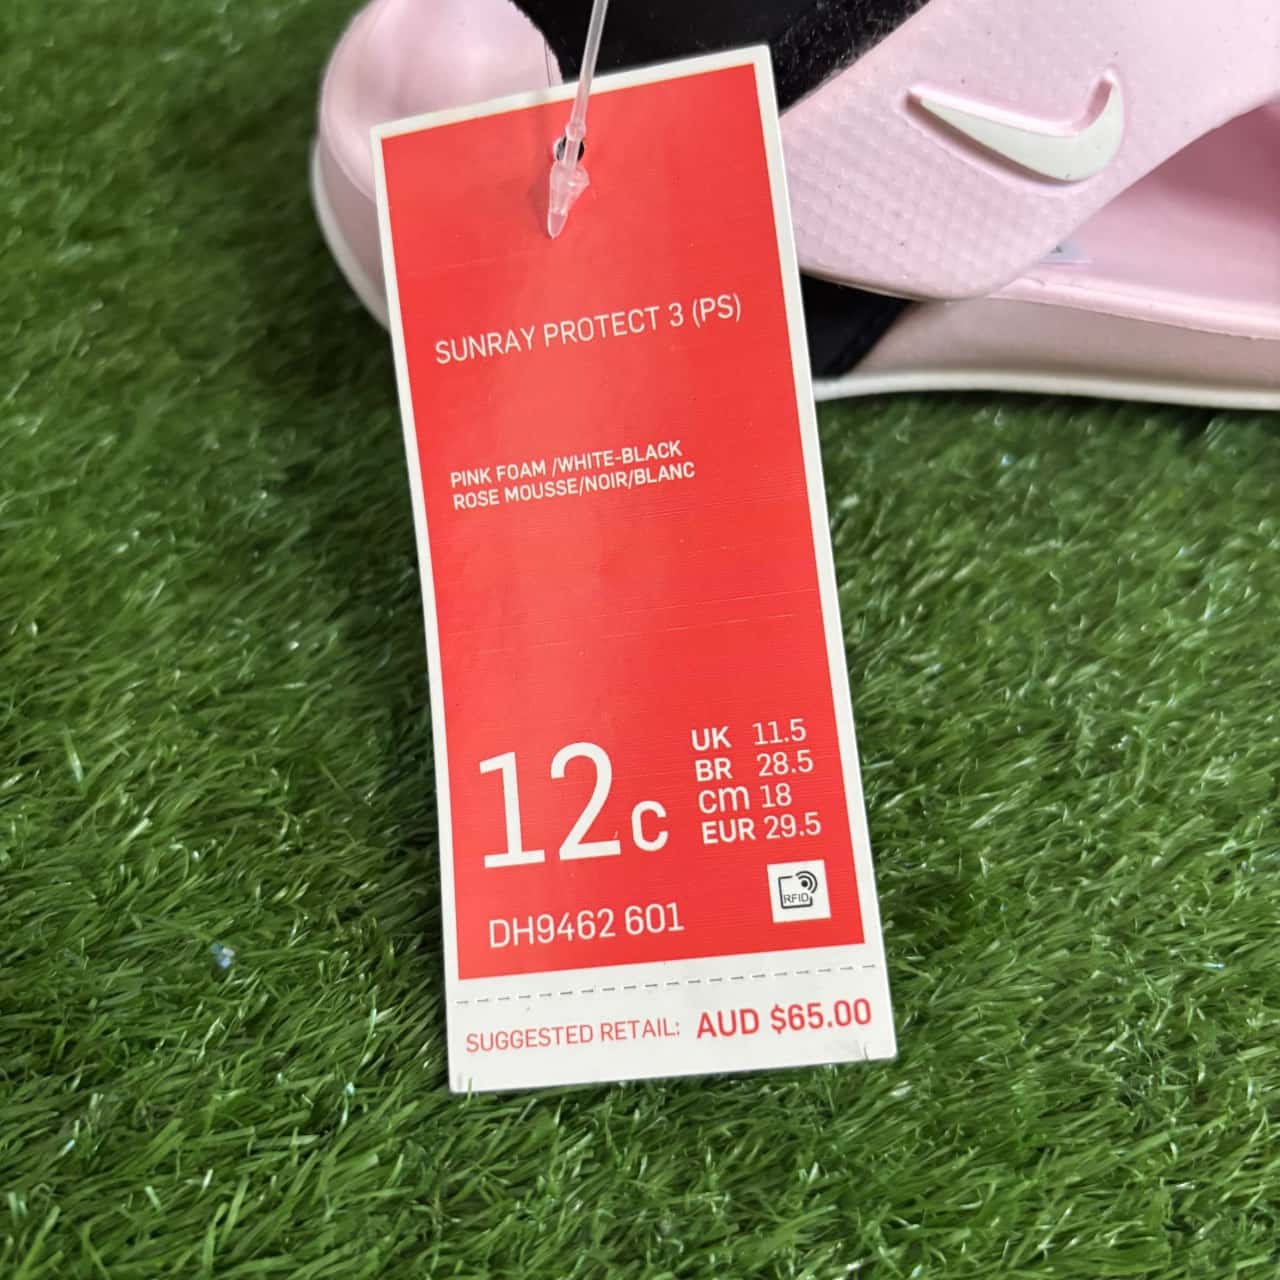 SUNRAY PROTECT 3 (PS)
PINK FOAM /WHITE-BLACK
ROSE MOUSSE/NOIR/BLANC
12c
UK 11.5
BR 28.5
cm 18
EUR 29.5
RFID
DH9462 601
SUGGESTED RETAIL: AUD $65.00